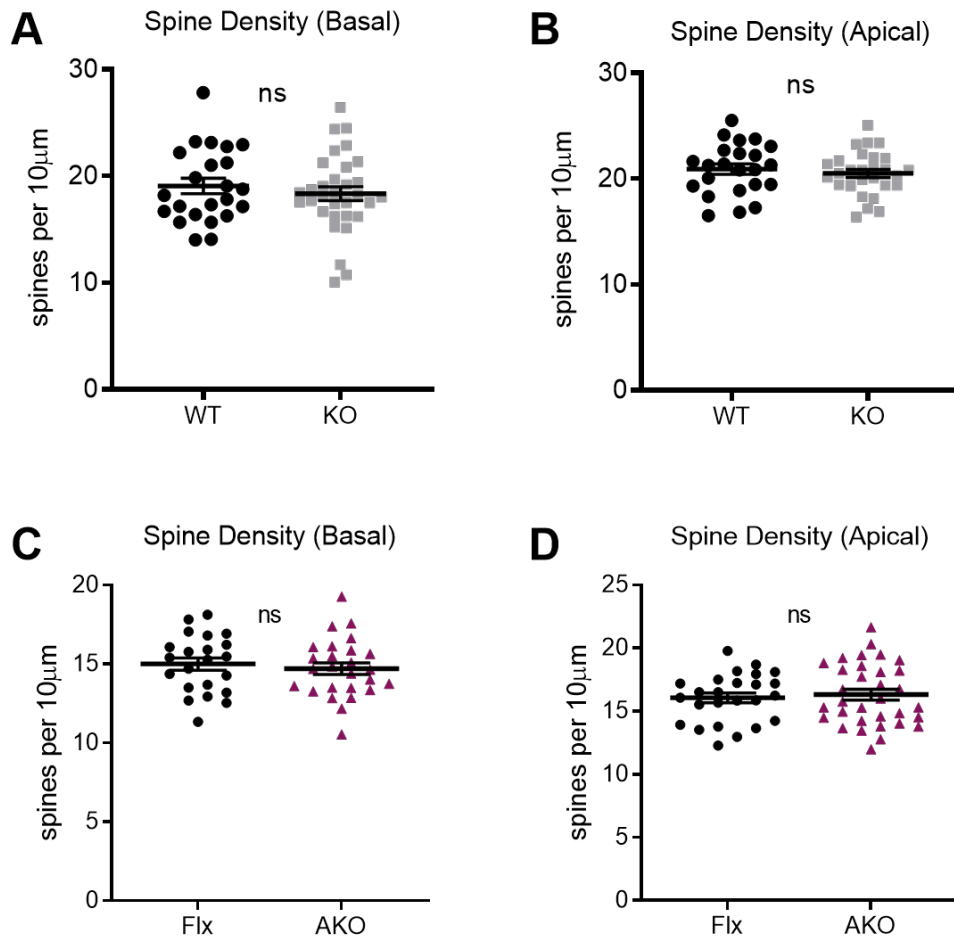 A
Spine Density (Basal)
ns
spines per 10μm
30
20
10
0
WT
KO
B
Spine Density (Apical)
ns
spines per 10μm
30
20
10
0
WT
KO
C
Spine Density (Basal)
ns
spines per 10μm
20
15
10
5
0
Flx
AKO
D
Spine Density (Apical)
ns
spines per 10μm
25
20
15
10
5
0
Flx
AKO